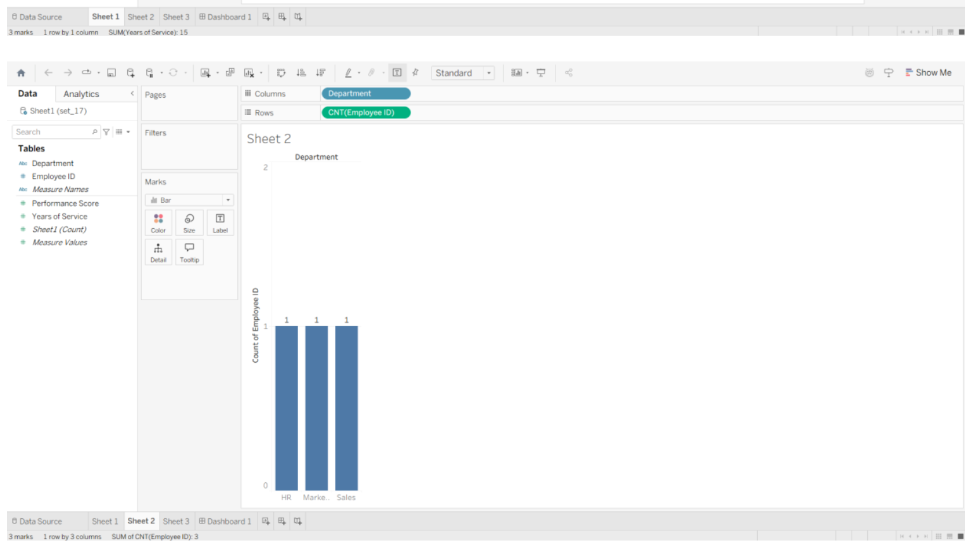 Data Source Sheet 1 Sheet 2 Sheet 3 Dashboard 1
3 marks 1 row by 1 column SUM(Years of Service): 15
Standard Show Me
Data Analytics
Sheet1 (set_17)
Search
Tables
Abc Department
Employee ID
Abc Measure Names
Performance Score
Years of Service
Sheet1 (Count)
Measure Values
Pages
Filters
Marks
Bar
Color Size Label
Detail Tooltip
Columns Department
Rows CNT(Employee ID)
Sheet 2
Department
2
1
0
Count of Employee ID
1 1 1
HR Marke.. Sales
Data Source Sheet 1 Sheet 2 Sheet 3 Dashboard 1
3 marks 1 row by 3 columns SUM of CNT(Employee ID): 3